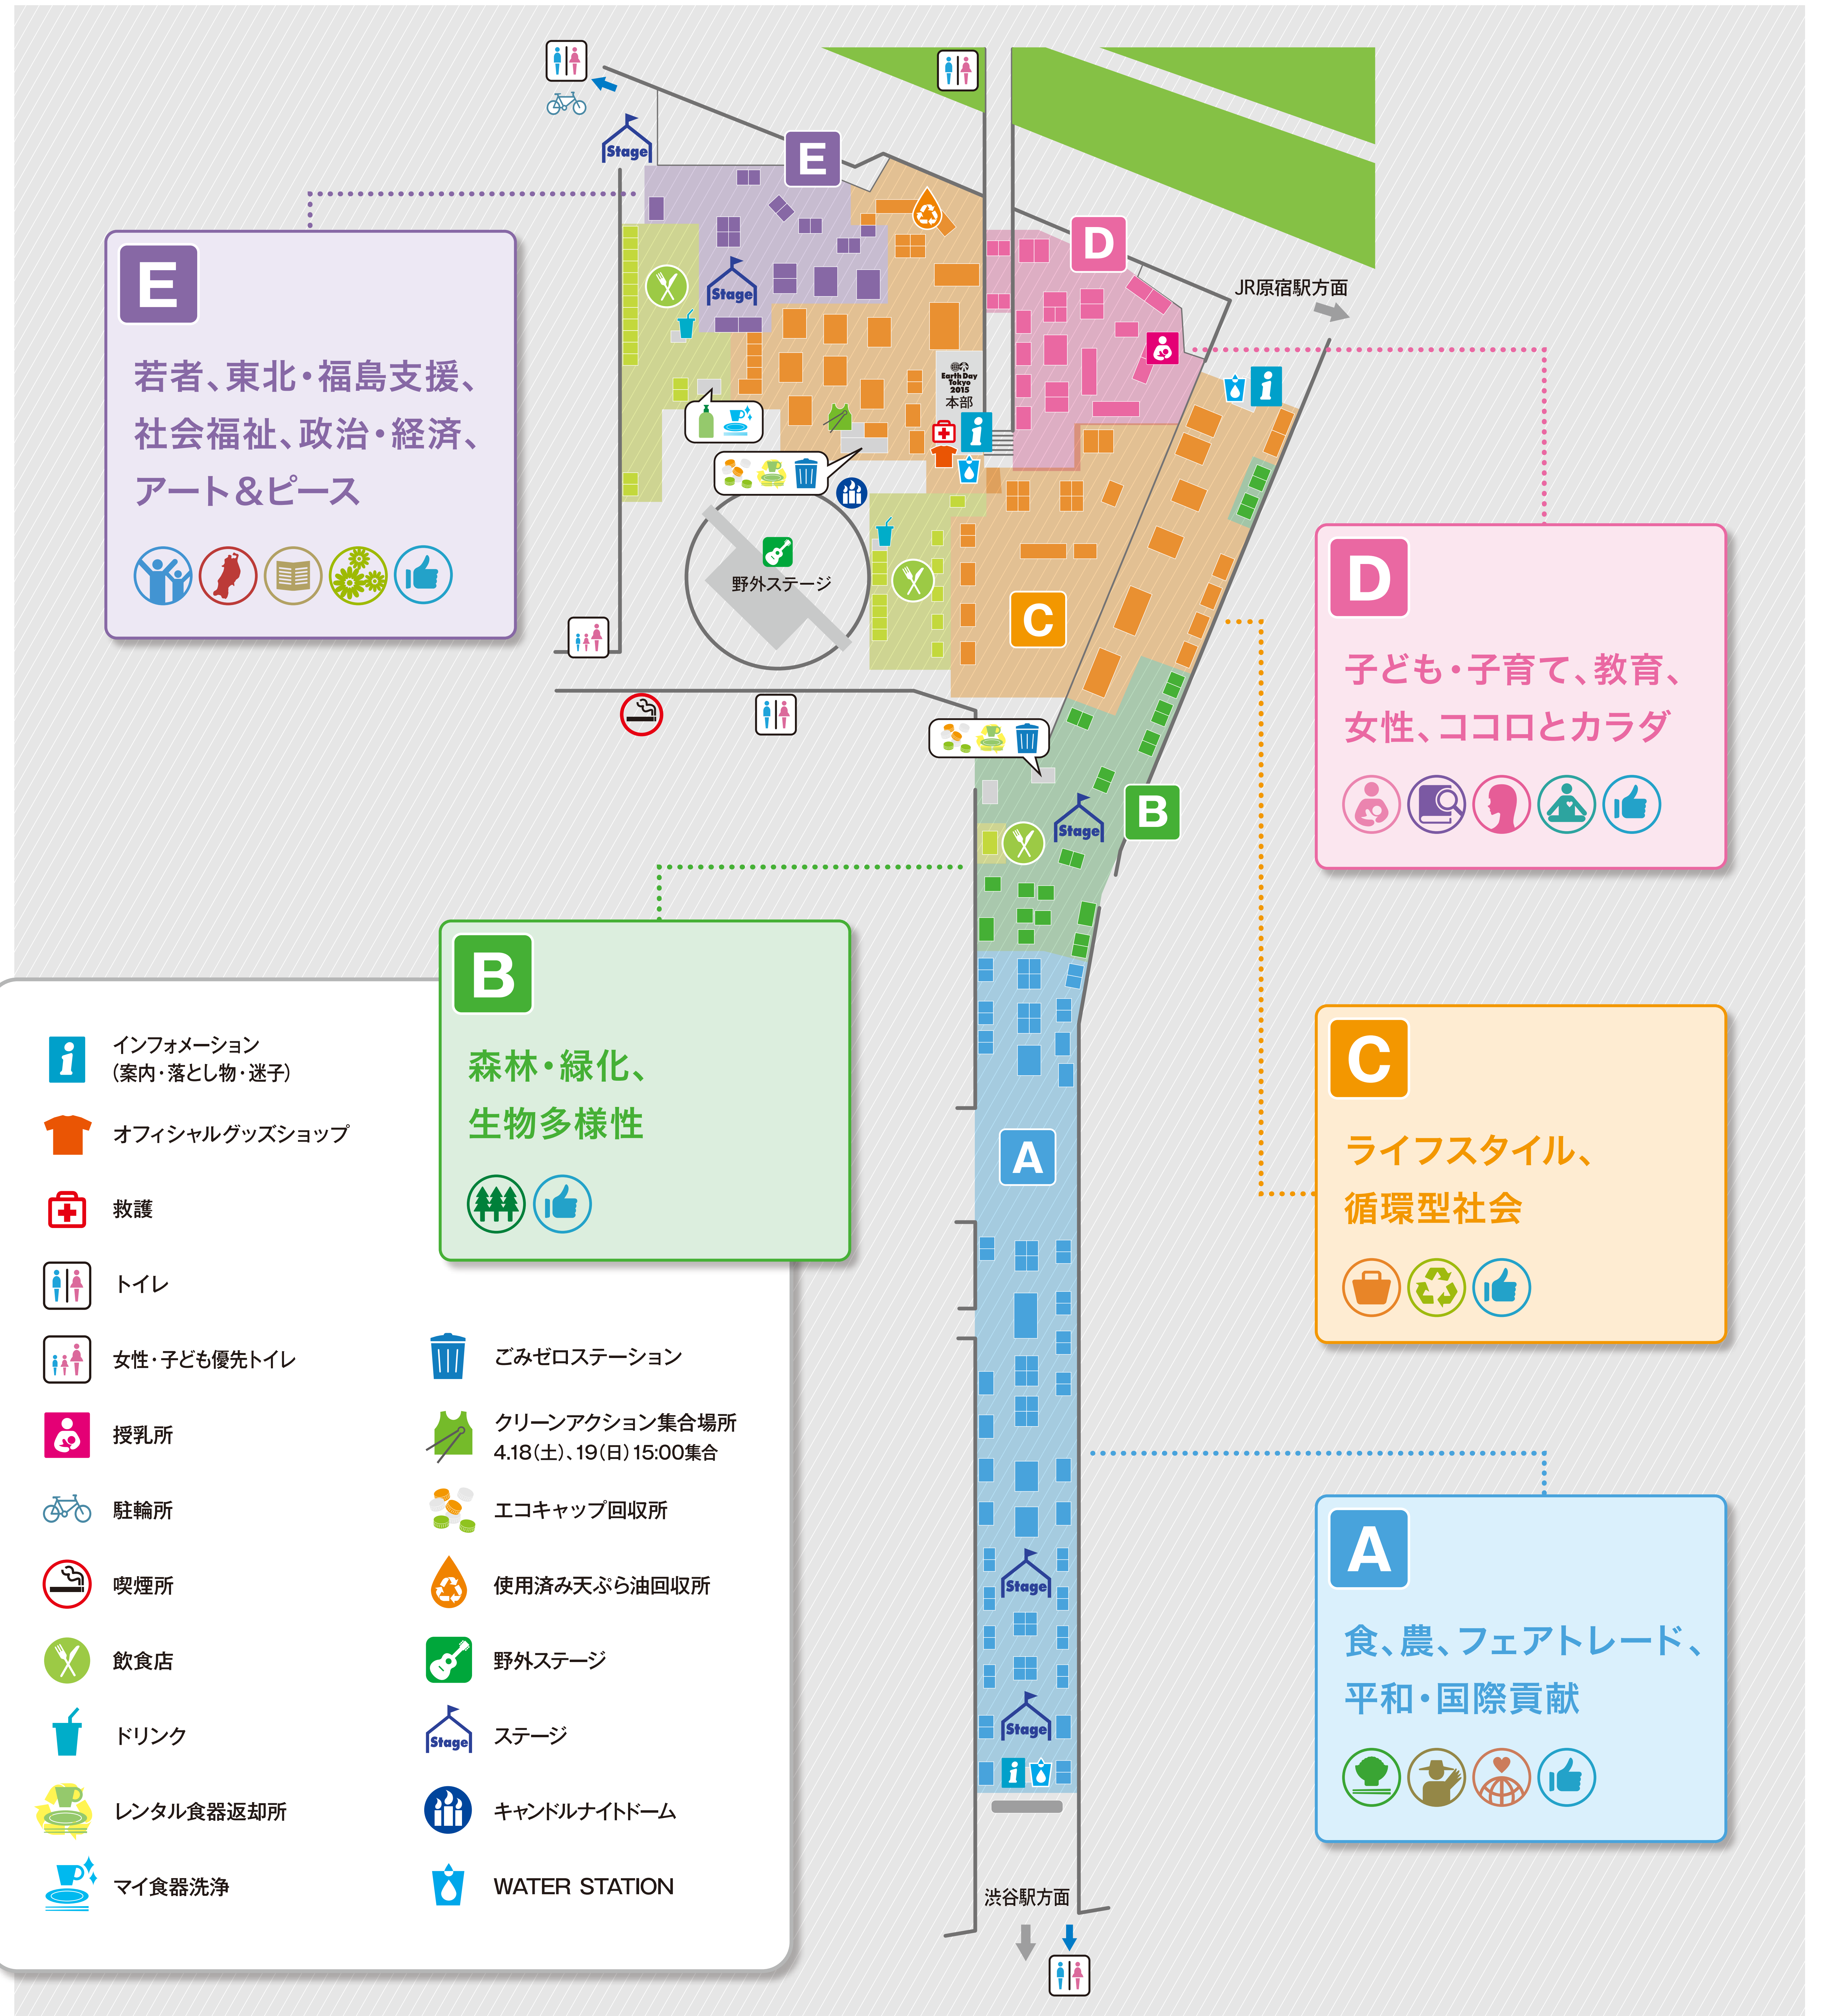 Stage
E
D
JR原宿駅方面
E
若者、東北・福島支援、
社会福祉、政治・経済、
アート&ピース
Stage
Earth Day
Tokyo
2015
本部
i
i
D
子ども・子育て、教育、
女性、ココロとカラダ
野外ステージ
C
Stage
B
B
森林・緑化、
生物多様性
C
ライフスタイル、
循環型社会
A
A
食、農、フェアトレード、
平和・国際貢献
Stage
Stage
i
渋谷駅方面
i
インフォメーション
(案内・落とし物・迷子)
オフィシャルグッズショップ
救護
トイレ
女性・子ども優先トイレ
授乳所
駐輪所
喫煙所
飲食店
ドリンク
レンタル食器返却所
マイ食器洗浄
ごみゼロステーション
クリーンアクション集合場所
4.18(土)、19(日)15:00集合
エコキャップ回収所
使用済み天ぷら油回収所
野外ステージ
Stage
ステージ
キャンドルナイトドーム
WATER STATION